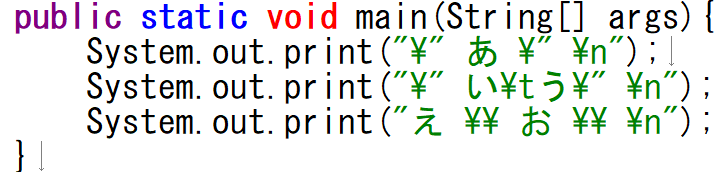 public static void main(String[] args){
    System.out.print("¥" あ ¥" ¥n");↓
    System.out.print("¥" い¥tう¥" ¥n");
    System.out.print("え ¥¥ お ¥¥ ¥n");
}↓